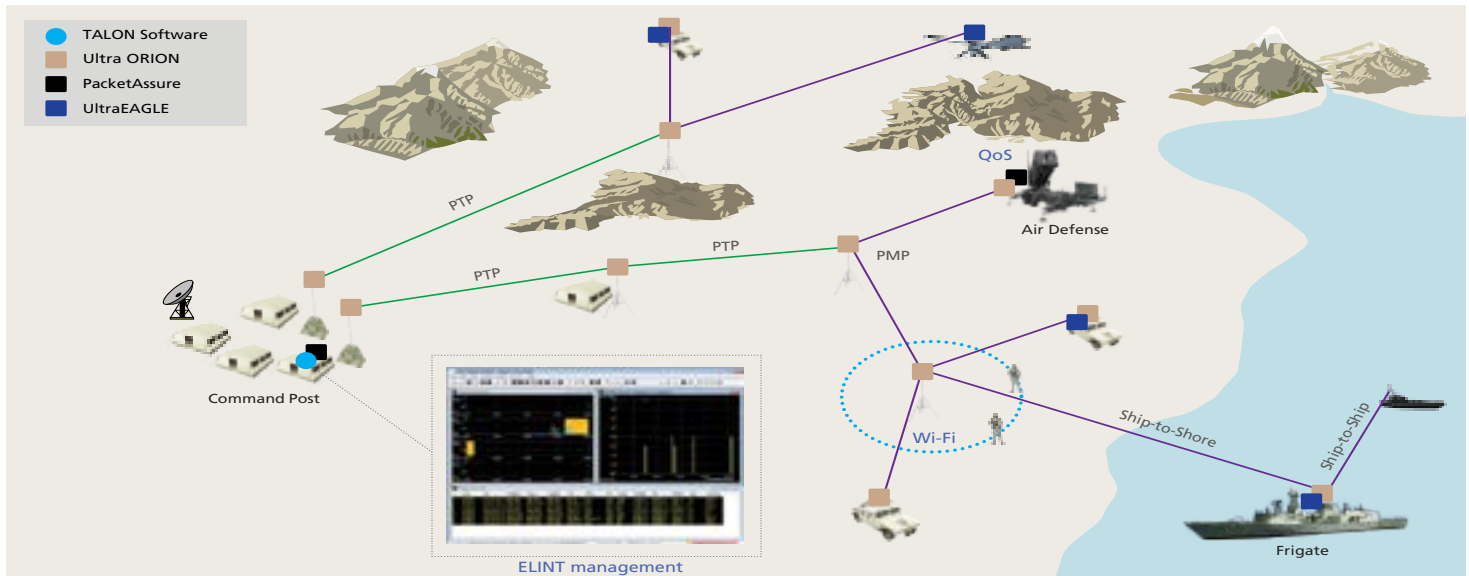 TALON Software
Ultra ORION
PacketAssure
UltraEAGLE
QoS
Air Defense
PTP
PTP
PTP
PMP
Command Post
Wi-Fi
Ship-to-Shore
Ship-to-Ship
Frigate
ELINT management